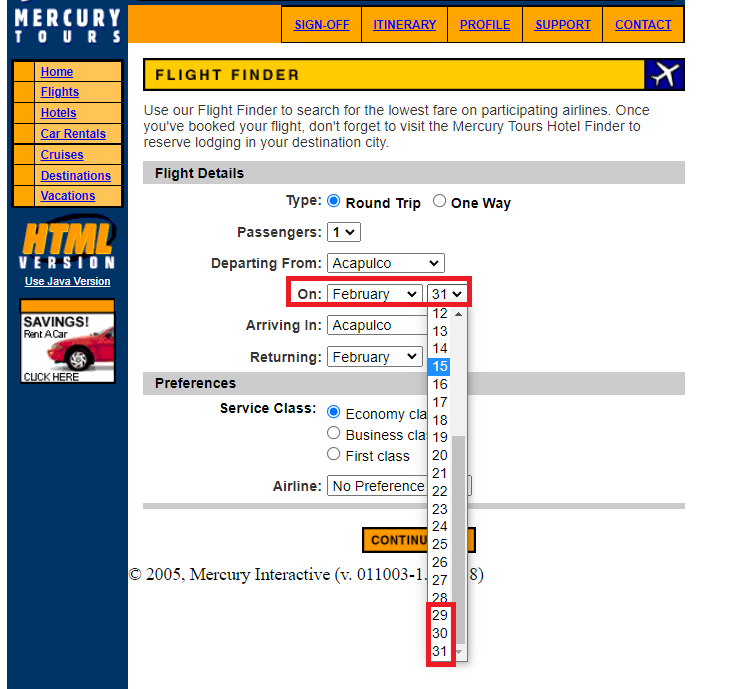 MERCURY
TOURS
SIGN-OFF ITINERARY PROFILE SUPPORT CONTACT
Home
Flights
Hotels
Car Rentals
Cruises
Destinations
Vacations
HTML
VERSION
Use Java Version
SAVINGS!
Rent A Car
CLICK HERE
FLIGHT FINDER
Use our Flight Finder to search for the lowest fare on participating airlines. Once
you've booked your flight, don't forget to visit the Mercury Tours Hotel Finder to
reserve lodging in your destination city.
Flight Details
Type: Round Trip One Way
Passengers: 1
Departing From: Acapulco
On: February 31
Arriving In: Acapulco
Returning: February
12
13
14
15
16
17
18
19
20
21
22
23
24
25
26
27
28
29
30
31
Preferences
Service Class: Economy cla
Business clas
First class
Airline: No Preference
CONTINU
© 2005, Mercury Interactive (v. 011003-1. 8)